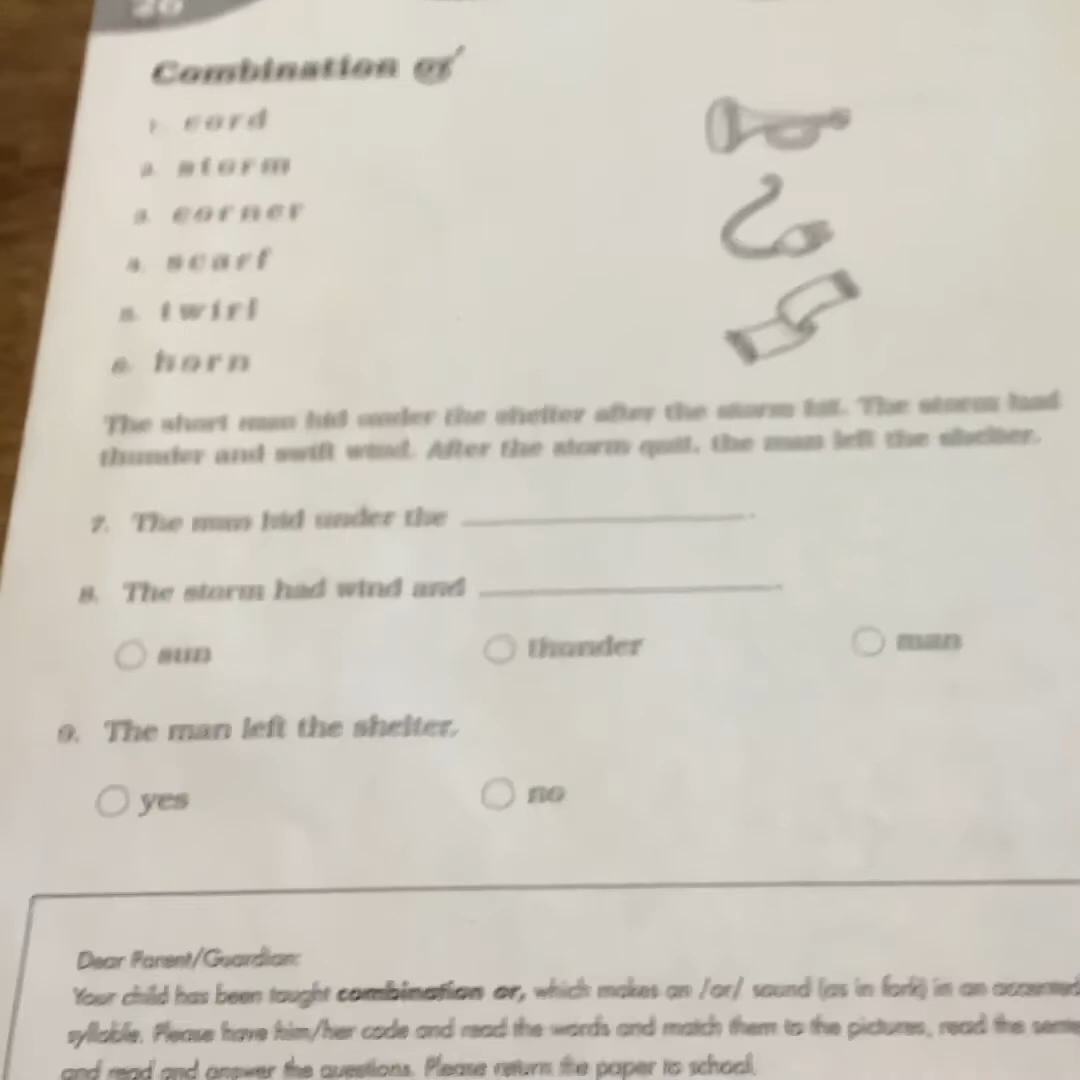 26
Combination or
1. cord
2. storm
3. corner
4. scarf
5. twirl
6. horn
The short man hid under the shelter after the storm hit. The storm had
thunder and swift wind. After the storm quit, the man left the shelter.
7. The man hid under the
8. The storm had wind and
sun thunder man
9. The man left the shelter.
yes no
Dear Parent/Guardian:
Your child has been taught combination or, which makes an /or/ sound (as in fork) in an accented
syllable. Please have him/her code and read the words and match them to the pictures, read the
and read and answer the questions. Please return the paper to school.